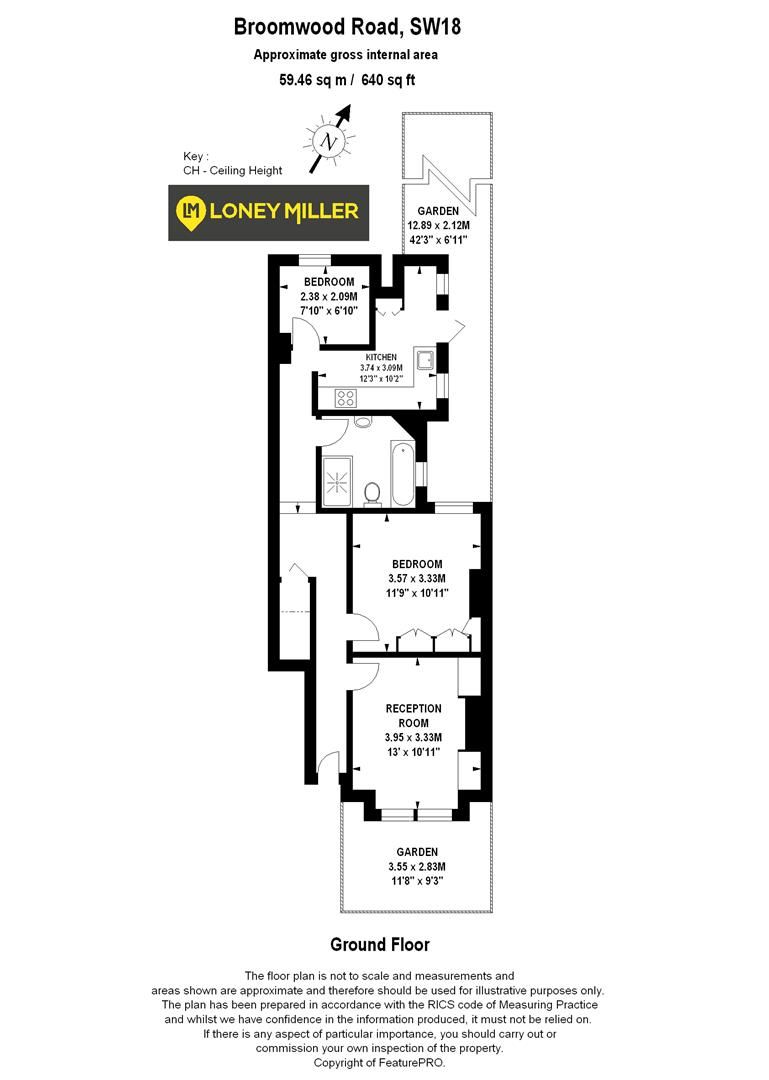 Broomwood Road, SW18
Approximate gross internal area
59.46 sq m / 640 sq ft
N
Key :
CH - Ceiling Height
LM LONEY MILLER
GARDEN
12.89 x 2.12M
42'3" x 6'11"
BEDROOM
2.38 x 2.09M
7'10" x 6'10"
KITCHEN
3.74 x 3.09M
12'3" x 10'2"
BEDROOM
3.57 x 3.33M
11'9" x 10'11"
RECEPTION
ROOM
3.95 x 3.33M
13' x 10'11"
GARDEN
3.55 x 2.83M
11'8" x 9'3"
Ground Floor
The floor plan is not to scale and measurements and
areas shown are approximate and therefore should be used for illustrative purposes only.
The plan has been prepared in accordance with the RICS code of Measuring Practice
and whilst we have confidence in the information produced, it must not be relied on.
If there is any aspect of particular importance, you should carry out or
commission your own inspection of the property.
Copyright of FeaturePRO.